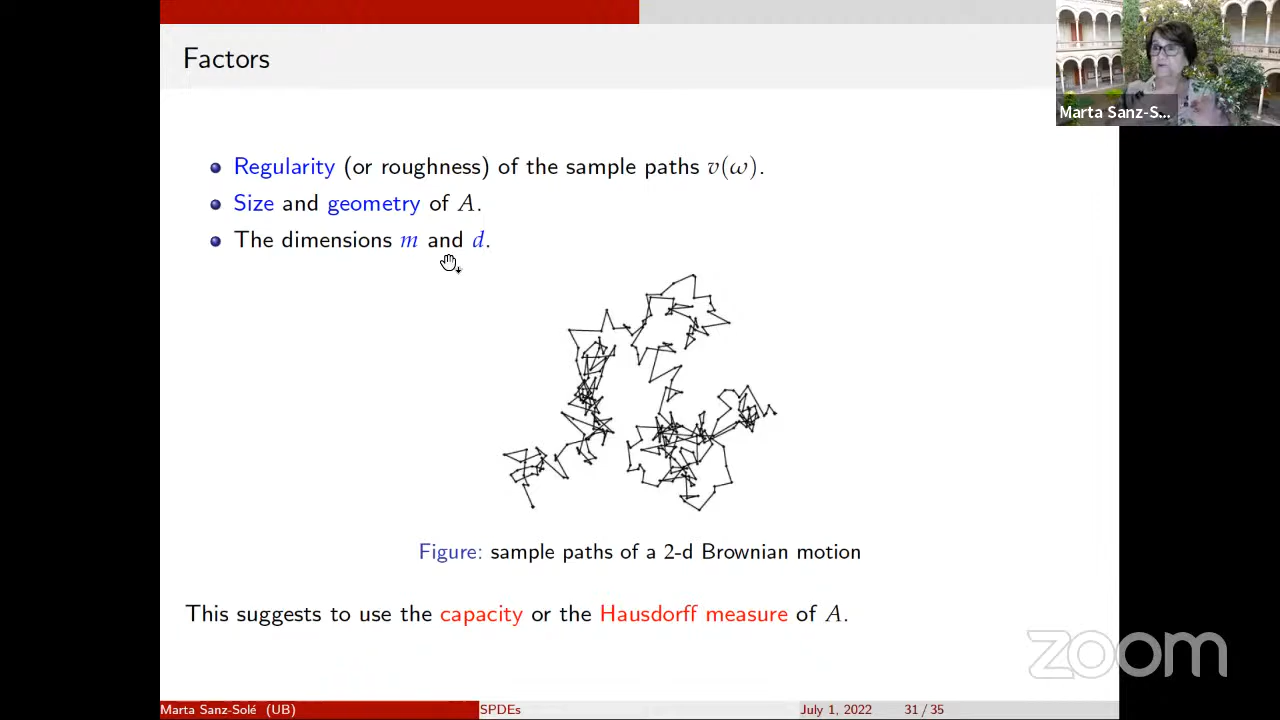 Factors
Marta Sanz-S...
Regularity (or roughness) of the sample paths v(ω).
Size and geometry of A.
The dimensions m and d.
Figure: sample paths of a 2-d Brownian motion
This suggests to use the capacity or the Hausdorff measure of A.
zoom
Marta Sanz-Solé (UB) SPDEs July 1, 2022 31 / 35